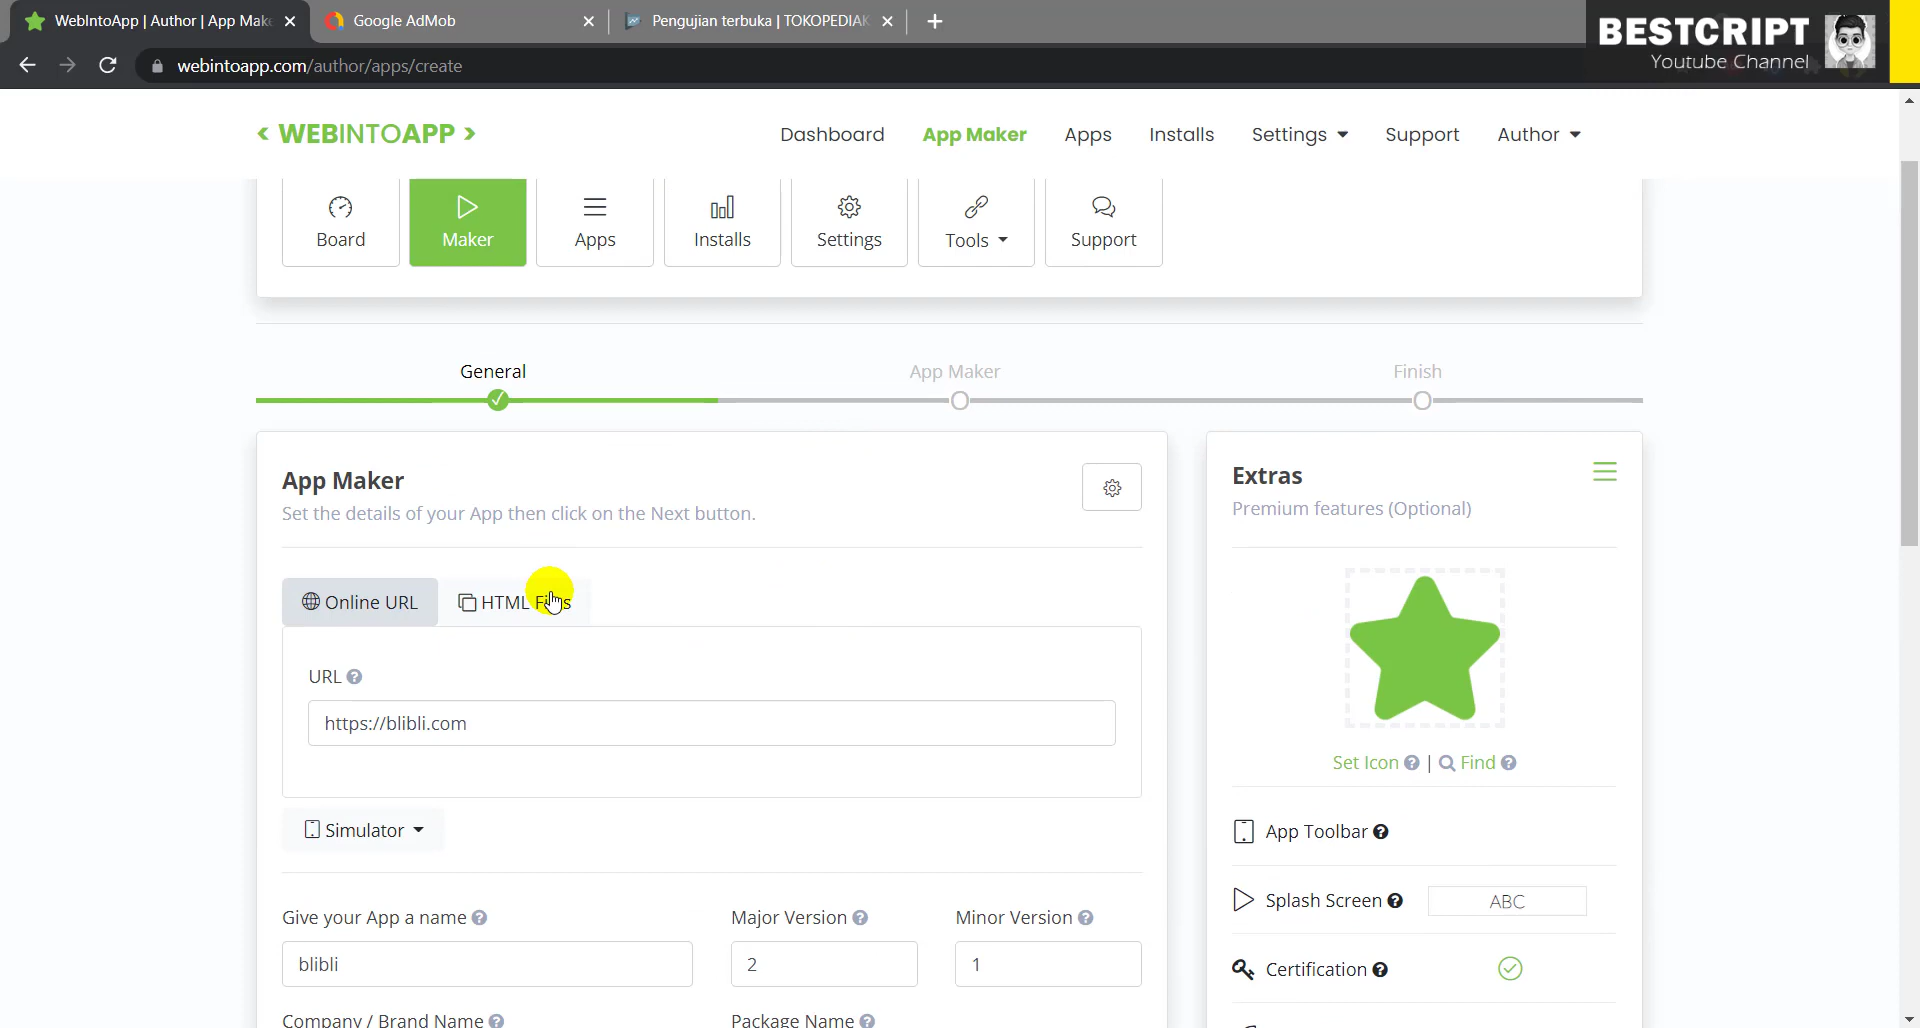 WebIntoApp | Author | App Make
Google AdMob
Pengujian terbuka | TOKOPEDIAK
BESTCRIPT
Youtube Channel
webintoapp.com/author/apps/create
< WEBINTOAPP >
Dashboard
App Maker
Apps
Installs
Settings
Support
Author
Board
Maker
Apps
Installs
Settings
Tools
Support
General
App Maker
Finish
App Maker
Set the details of your App then click on the Next button.
Online URL
HTML Files
URL
https://blibli.com
Simulator
Give your App a name
Major Version
Minor Version
blibli
2
1
Company / Brand Name
Package Name
Extras
Premium features (Optional)
Set Icon | Find
App Toolbar
Splash Screen
ABC
Certification